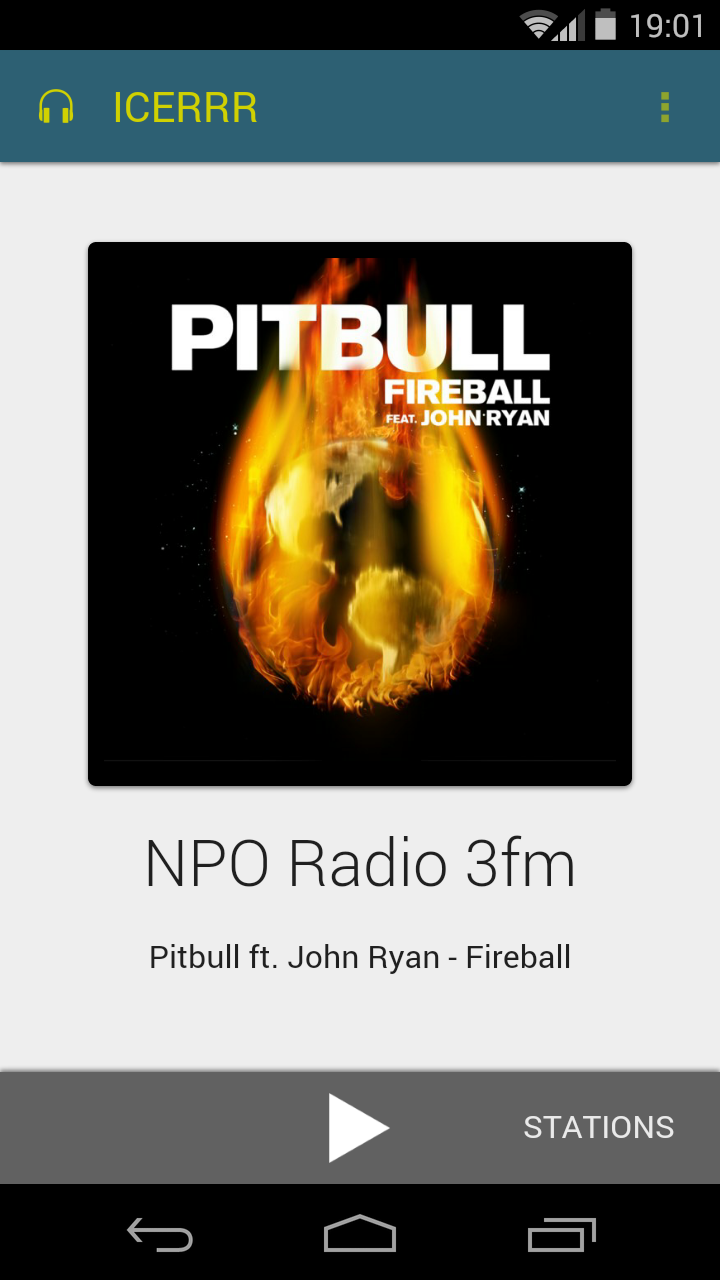 19:01
ICERRR
PITBULL
FIREBALL
FEAT. JOHN RYAN
NPO Radio 3fm
Pitbull ft. John Ryan - Fireball
STATIONS